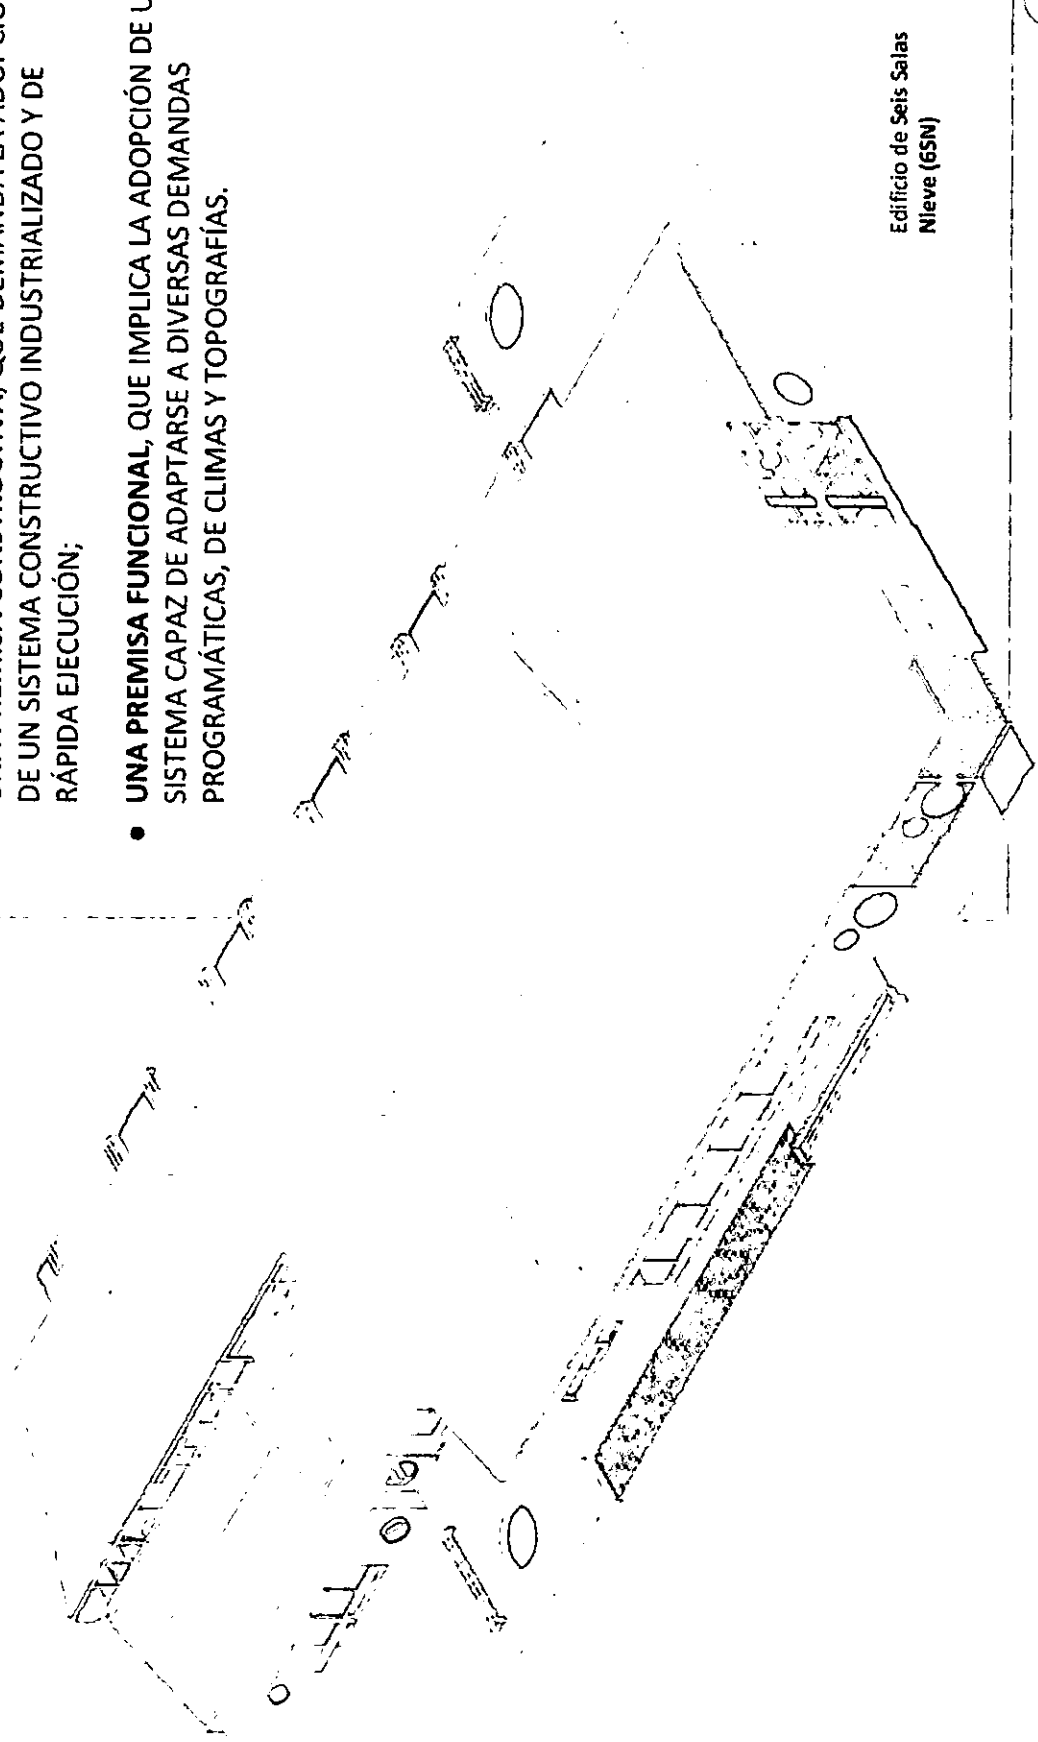 DE UN SISTEMA CONSTRUCTIVO INDUSTRIALIZADO Y DE
RÁPIDA EJECUCIÓN;
• UNA PREMISA FUNCIONAL, QUE IMPLICA LA ADOPCIÓN DE
SISTEMA CAPAZ DE ADAPTARSE A DIVERSAS DEMANDAS
PROGRAMÁTICAS, DE CLIMAS Y TOPOGRAFÍAS.
Edificio de Seis Salas
Nieve (6SN)